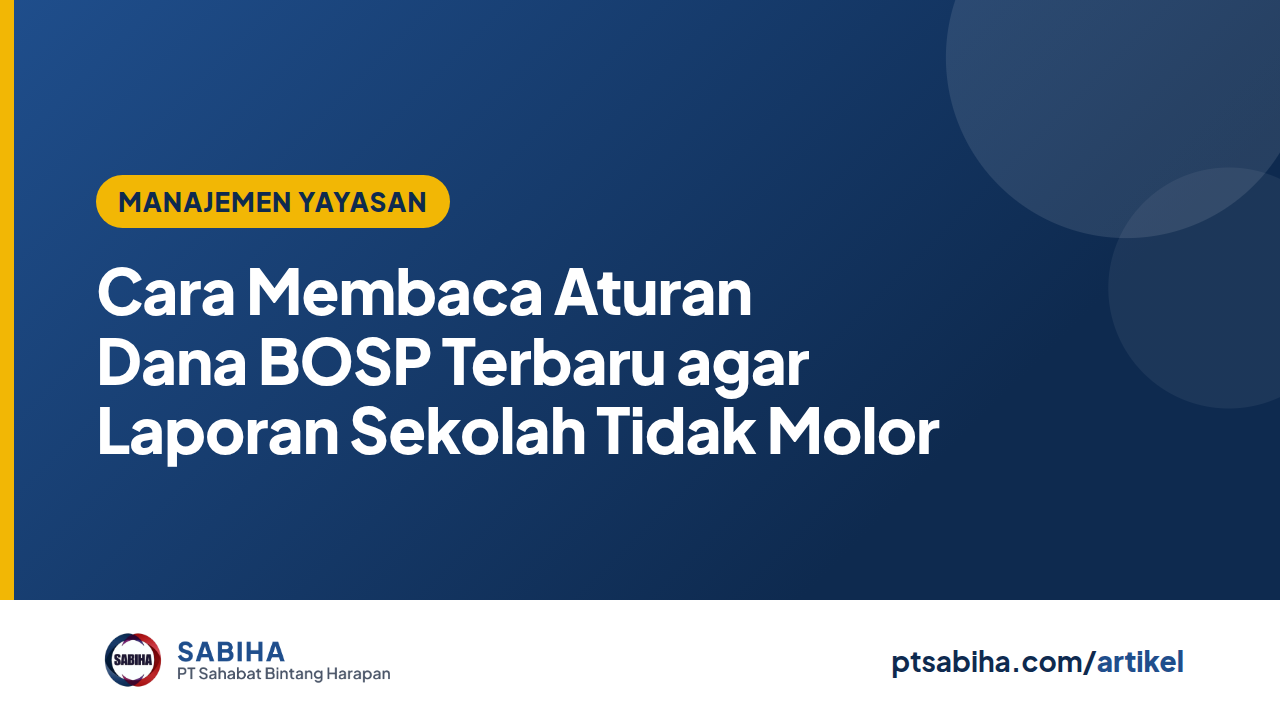 MANAJEMEN YAYASAN
Cara Membaca Aturan
Dana BOSP Terbaru agar
Laporan Sekolah Tidak Molor
SABIHA
SABIHA
PT Sahabat Bintang Harapan
ptsabiha.com/artikel